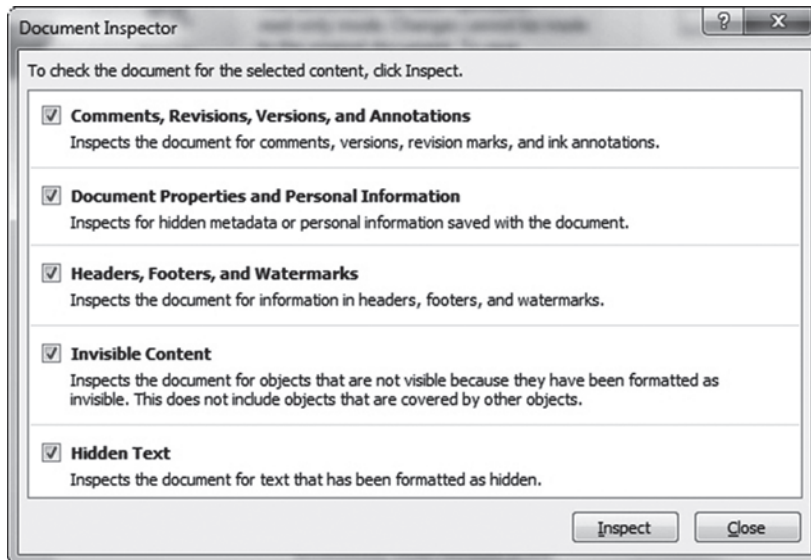 Document Inspector
To check the document for the selected content, click Inspect.
Comments, Revisions, Versions, and Annotations
Inspects the document for comments, versions, revision marks, and ink annotations.
Document Properties and Personal Information
Inspects for hidden metadata or personal information saved with the document.
Headers, Footers, and Watermarks
Inspects the document for information in headers, footers, and watermarks.
Invisible Content
Inspects the document for objects that are not visible because they have been formatted as
invisible. This does not include objects that are covered by other objects.
Hidden Text
Inspects the document for text that has been formatted as hidden.
Inspect Close